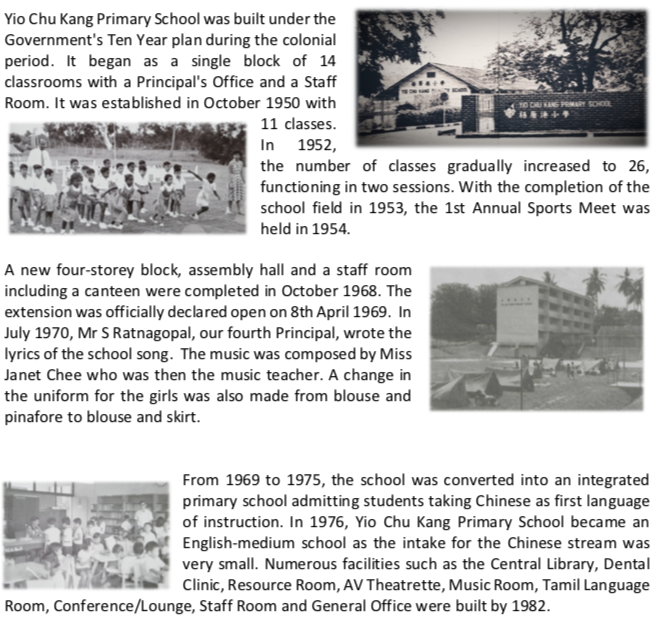 Yio Chu Kang Primary School was built under the
Government's Ten Year plan during the colonial
period. It began as a single block of 14
classrooms with a Principal's Office and a Staff
Room. It was established in October 1950 with
11 classes.
In 1952,
the number of classes gradually increased to 26,
functioning in two sessions. With the completion of the
school field in 1953, the 1st Annual Sports Meet was
held in 1954.
YIO CHU KANG PRIMARY SCHOOL
YIO CHU KANG PRIMARY SCHOOL
A new four-storey block, assembly hall and a staff room
including a canteen were completed in October 1968. The
extension was officially declared open on 8th April 1969. In
July 1970, Mr S Ratnagopal, our fourth Principal, wrote the
lyrics of the school song. The music was composed by Miss
Janet Chee who was then the music teacher. A change in
the uniform for the girls was also made from blouse and
pinafore to blouse and skirt.
From 1969 to 1975, the school was converted into an integrated
primary school admitting students taking Chinese as first language
of instruction. In 1976, Yio Chu Kang Primary School became an
English-medium school as the intake for the Chinese stream was
very small. Numerous facilities such as the Central Library, Dental
Clinic, Resource Room, AV Theatrette, Music Room, Tamil Language
Room, Conference/Lounge, Staff Room and General Office were built by 1982.